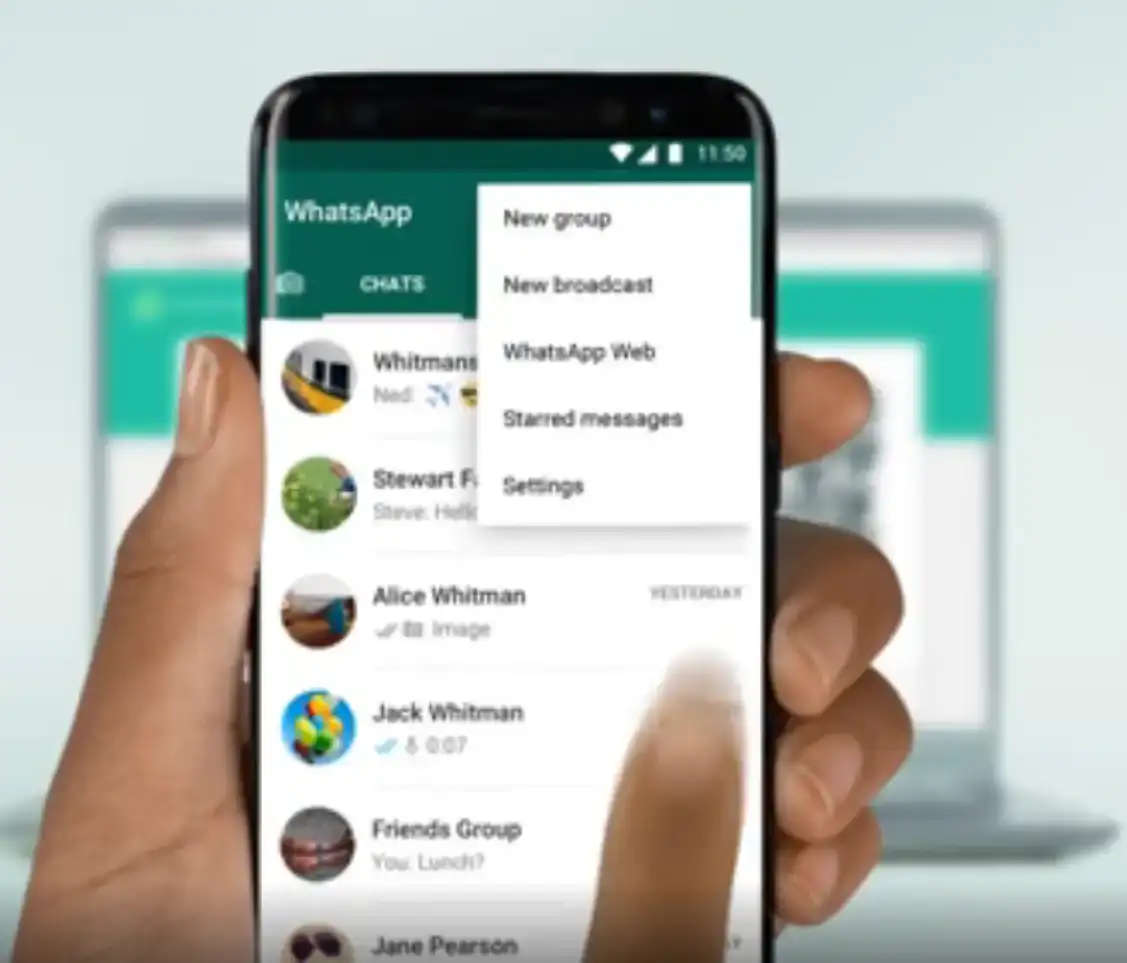 11:50
WhatsApp
New group
New broadcast
WhatsApp Web
Starred messages
Settings
CHATS
Whitmans
Ned:
Stewart
Steve:
Alice Whitman
YESTERDAY
Image
Jack Whitman
0:07
Friends Group
You: Lunch?
Jane Pearson